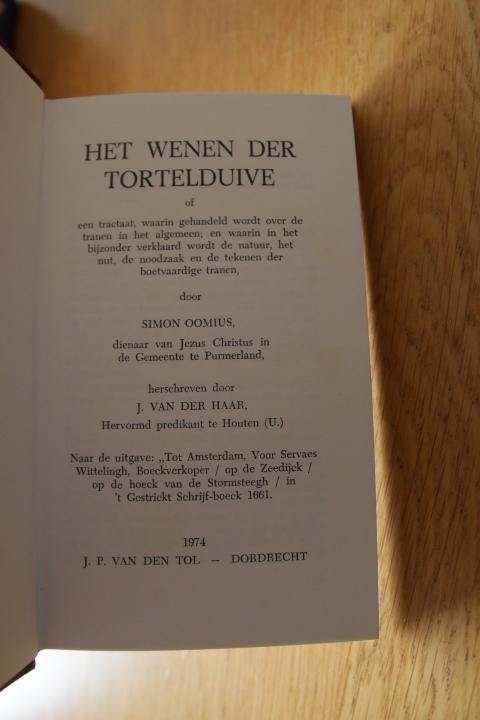 HET WENEN DER
TORTELDUIVE
of
een tractaat, waarin gehandeld wordt over de
tranen in het algemeen; en waarin in het
bijzonder verklaard wordt de natuur, het
nut, de noodzaak en de tekenen der
boetvaardige tranen,
door
SIMON OOMIUS,
dienaar van Jezus Christus in
de Gemeente te Purmerland,
herschreven door
J. VAN DER HAAR,
Hervormd predikant te Houten (U.)
Naar de uitgave: „Tot Amsterdam, Voor Servaes
Wittelingh, Boeckverkoper / op de Zeedijck /
op de hoeck van de Stormsteegh / in
't Gestrickt Schrijf-boeck 1661.
1974
J. P. VAN DEN TOL – DORDRECHT